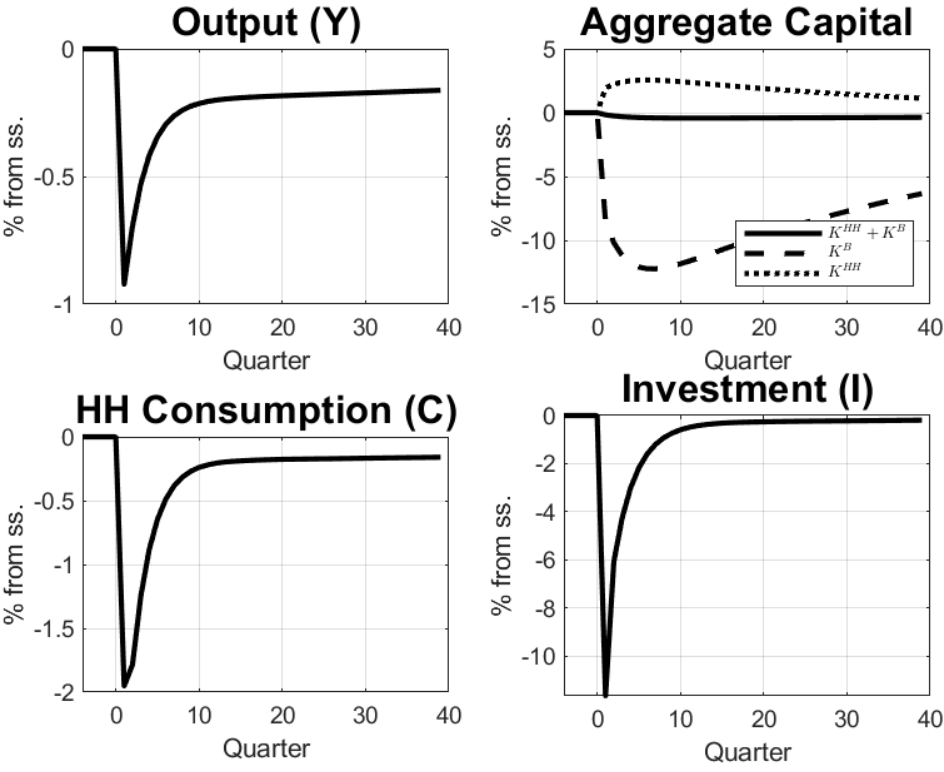 Output (Y)
0
-0.5
-1
% from ss.
0 10 20 30 40
Quarter
Aggregate Capital
5
0
-5
-10
-15
% from ss.
K^{HH} + K^B
K^B
K^{HH}
0 10 20 30 40
Quarter
HH Consumption (C)
0
-0.5
-1
-1.5
-2
% from ss.
0 10 20 30 40
Quarter
Investment (I)
0
-2
-4
-6
-8
-10
% from ss.
0 10 20 30 40
Quarter